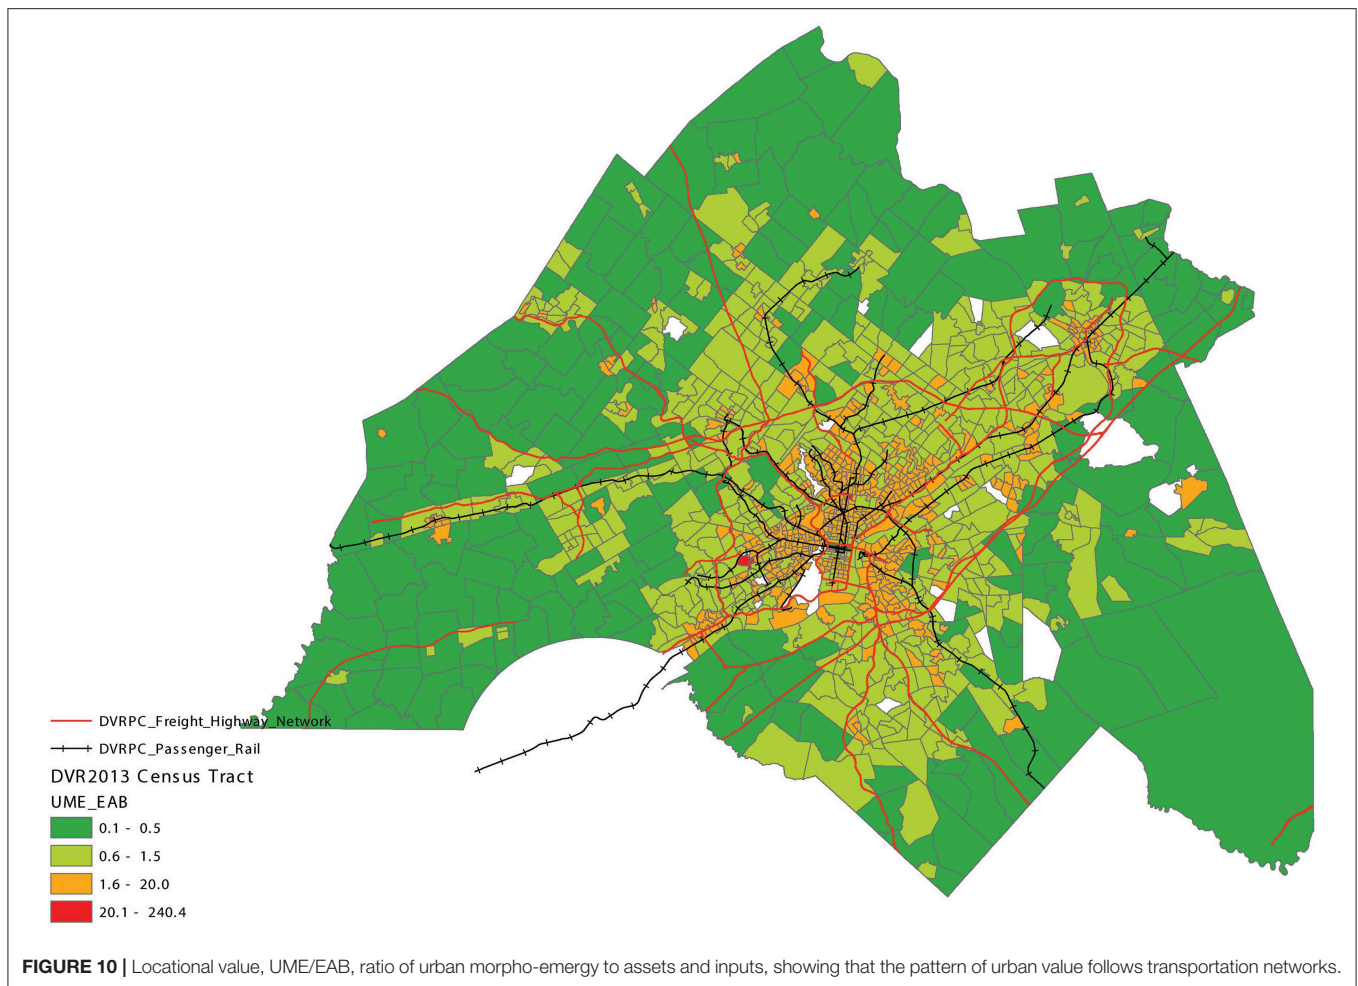 DVRPC_Freight_Highway_Network
DVRPC_Passenger_Rail
DVR2013 Census Tract
UME_EAB
0.1 - 0.5
0.6 - 1.5
1.6 - 20.0
20.1 - 240.4
FIGURE 10 | Locational value, UME/EAB, ratio of urban morpho-emergy to assets and inputs, showing that the pattern of urban value follows transportation networks.